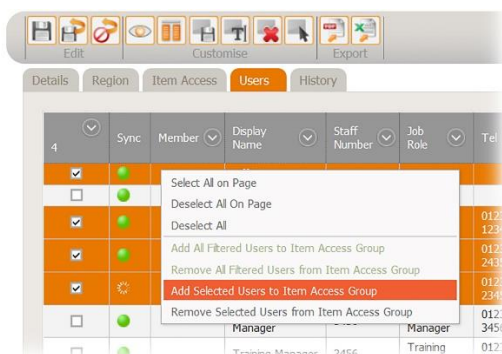 Edit Customise Export
Details Region Item Access Users History
4 Sync Member Display Name Staff Number Job Role Tel
Select All on Page
Deselect All On Page
Deselect All
Add All Filtered Users to Item Access Group
Remove All Filtered Users from Item Access Group
Add Selected Users to Item Access Group
Remove Selected Users from Item Access Group
Manager Manager
Training Manager 3456 Training